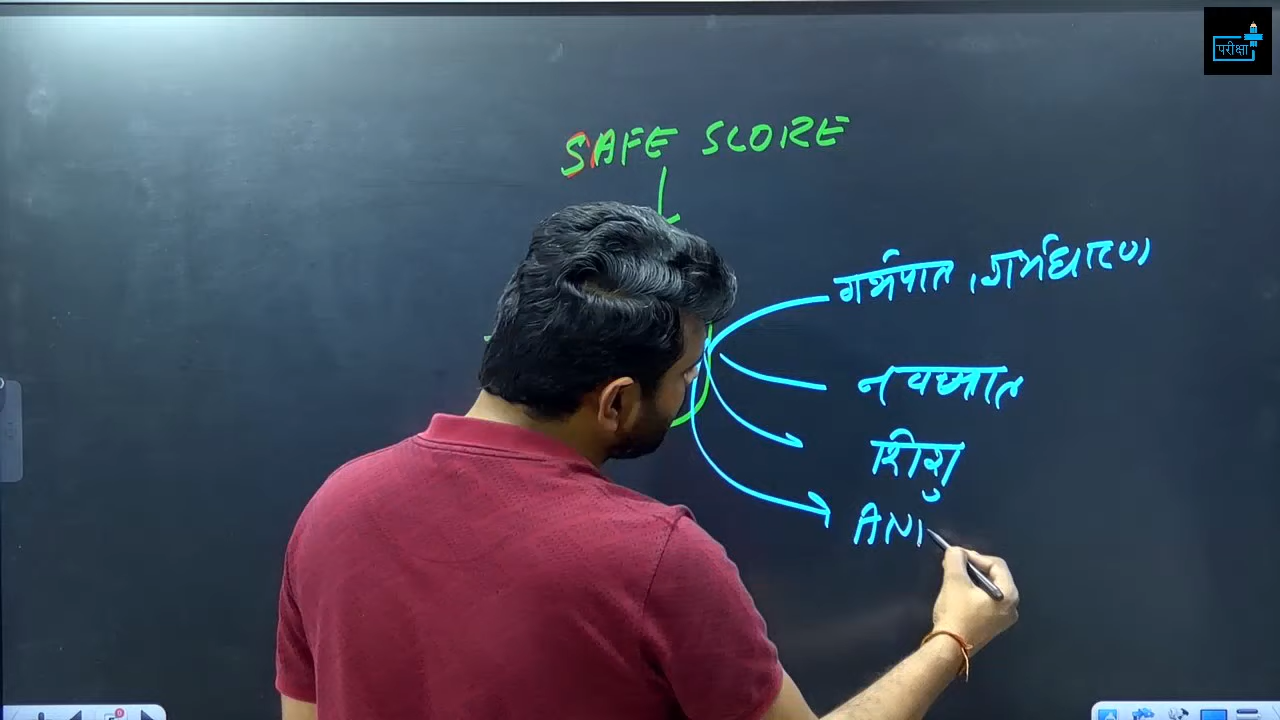 परीक्षा
SAFE SCORE
गर्भपात, गर्भधारण
नवजात
शिशु
ANI